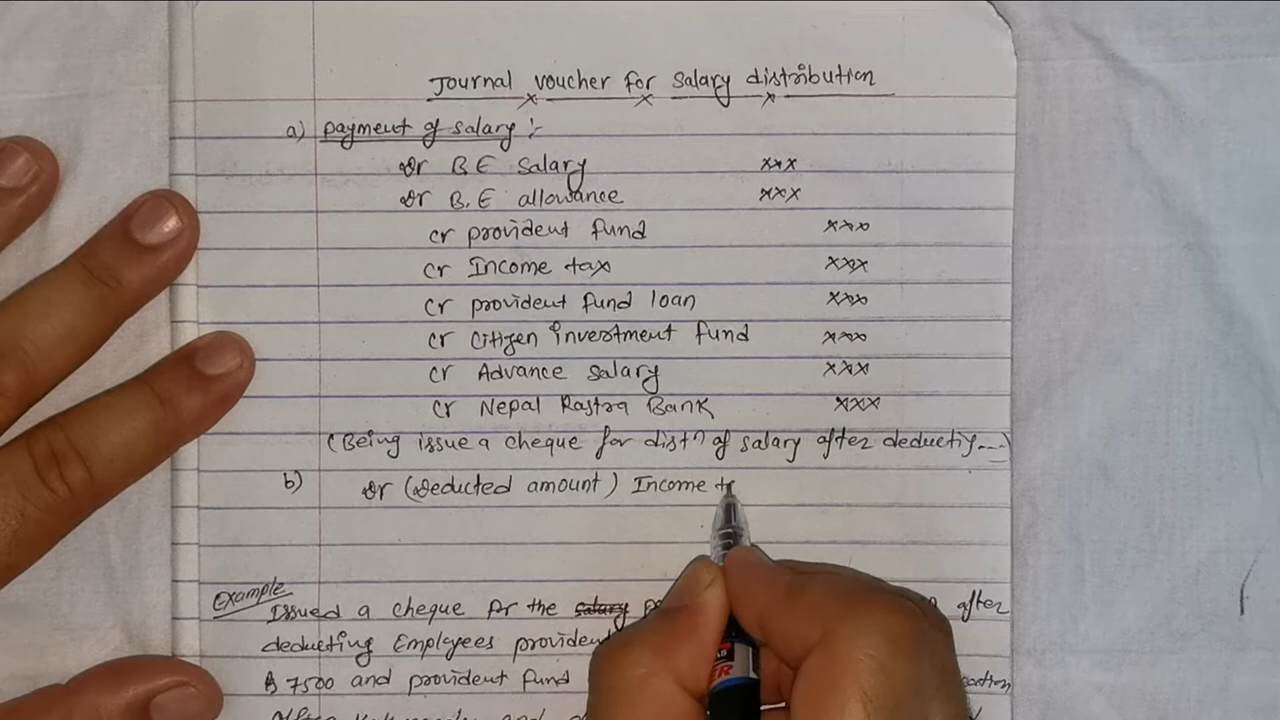 Journal voucher for salary distribution
a) payment of salary :-
Dr B.E salary xxx
Dr B.E allowance xxx
cr provident fund xxx
cr Income tax xxx
cr provident fund loan xxx
cr Citizen investment fund xxx
cr Advance salary xxx
cr Nepal Rastra Bank xxx
(Being issue a cheque for distn of salary after deductig---)
b) Dr (Deducted amount) Income
Example
Issued a cheque for the salary after
deducting Employees provident
7500 and provident fund